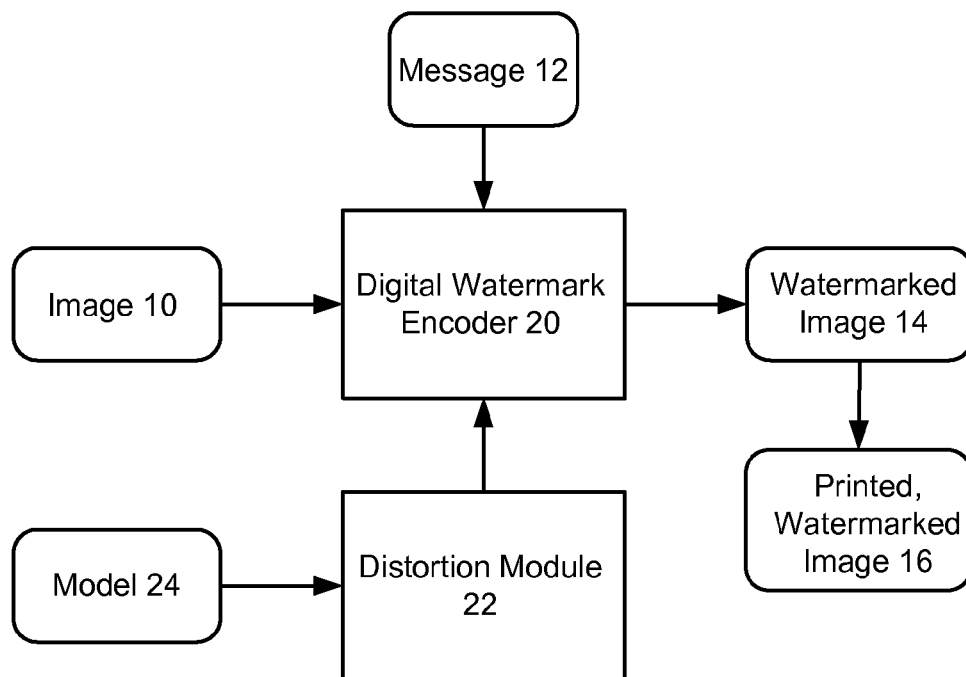 Message 12
Image 10
Digital Watermark
Encoder 20
Watermarked
Image 14
Model 24
Distortion Module
22
Printed,
Watermarked
Image 16